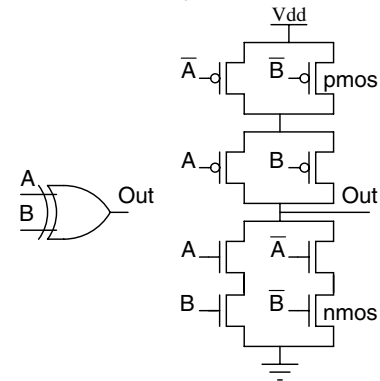 Vdd
A̅ B̅ pmos
A B
A Out Out
B
A A̅
B B̅ nmos